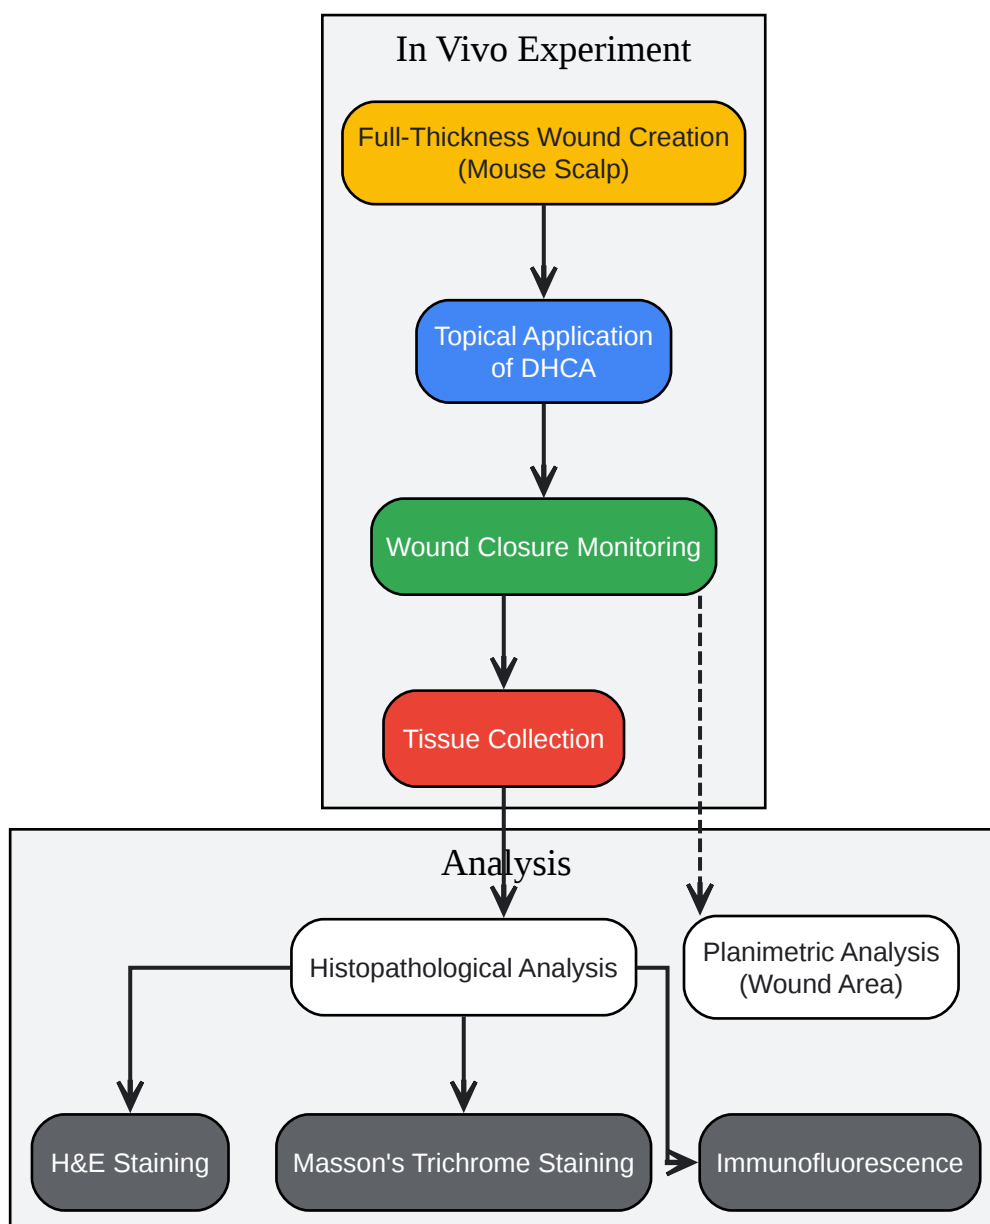 In Vivo Experiment
Full-Thickness Wound Creation
(Mouse Scalp)
Topical Application
of DHCA
Wound Closure Monitoring
Tissue Collection
Analysis
Histopathological Analysis
Planimetric Analysis
(Wound Area)
H&E Staining
Masson's Trichrome Staining
Immunofluorescence